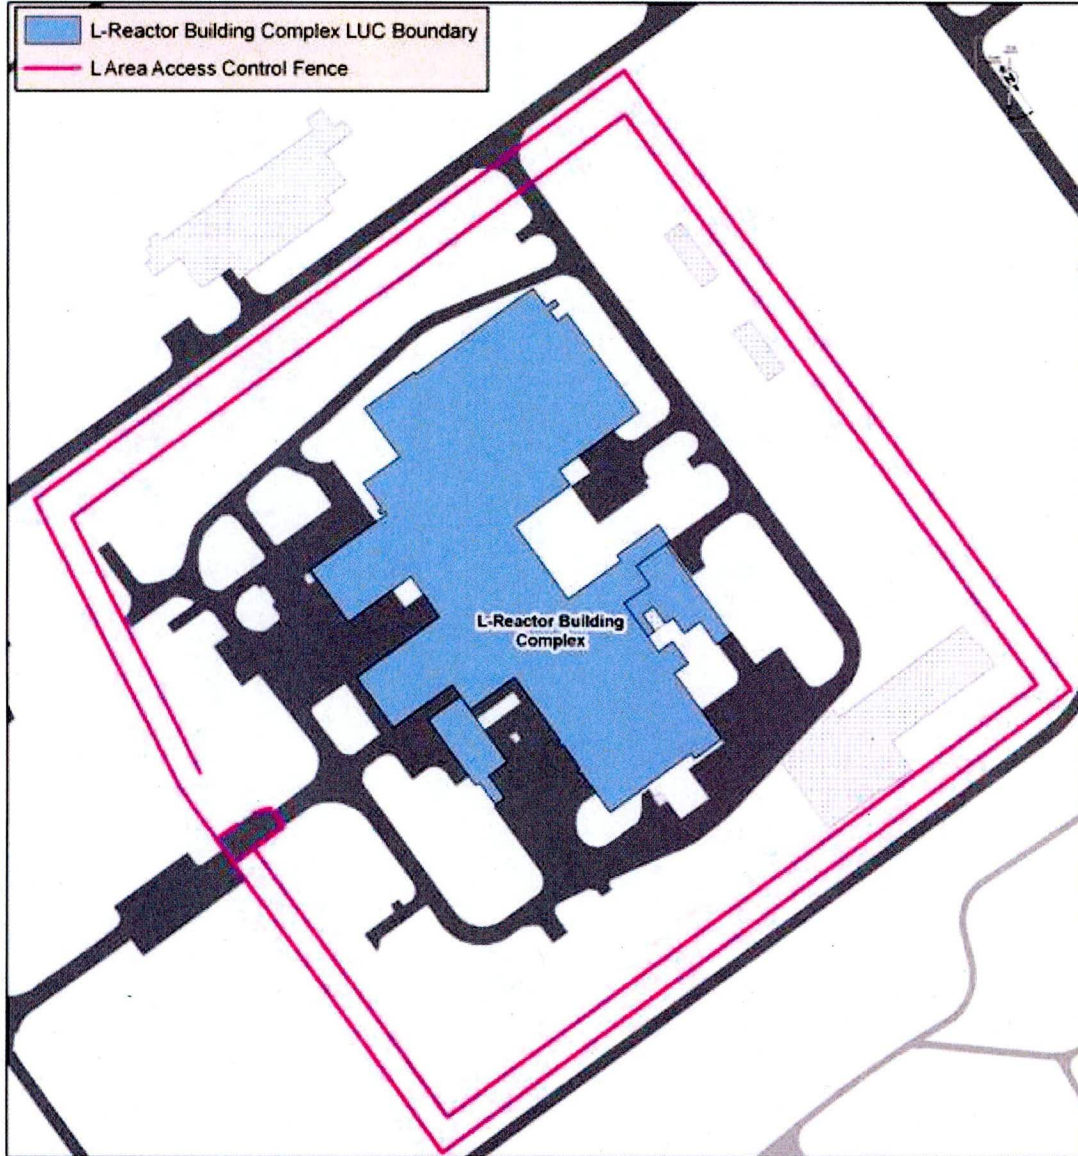 L-Reactor Building Complex LUC Boundary
L Area Access Control Fence
L-Reactor Building
Complex